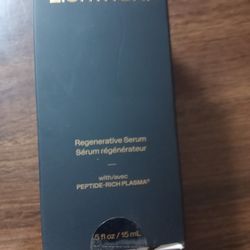 Regenerative Serum
Sérum régénérateur
with/avec
PEPTIDE-RICH PLASMA®
.5 fl oz / 15 mL